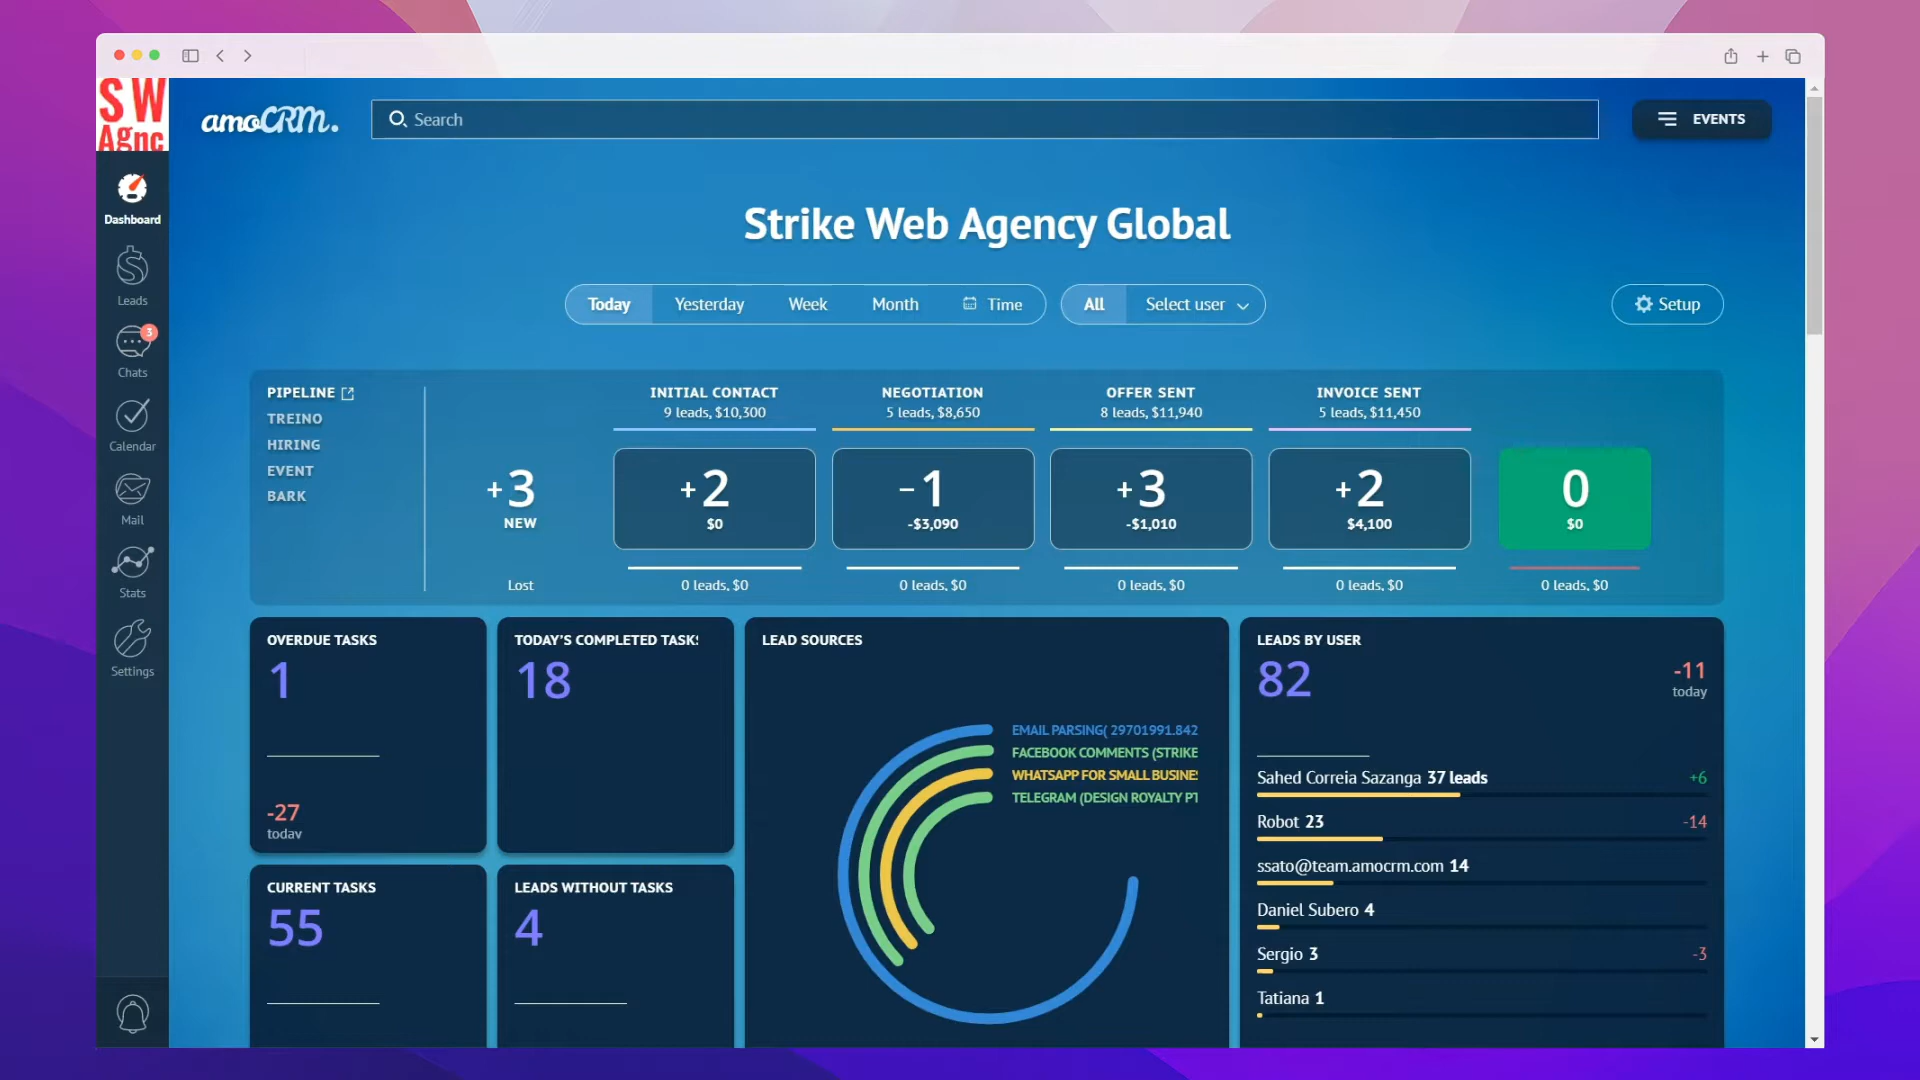 SW
Agnc
amoCRM.
Search
EVENTS
Dashboard
Leads
3
Chats
Calendar
Mail
Stats
Settings
Strike Web Agency Global
Today Yesterday Week Month Time All Select user
Setup
PIPELINE
TREINO
HIRING
EVENT
BARK
+3
NEW
Lost
INITIAL CONTACT
9 leads, $10,300
+2
$0
0 leads, $0
NEGOTIATION
5 leads, $8,650
−1
-$3,090
0 leads, $0
OFFER SENT
8 leads, $11,940
+3
-$1,010
0 leads, $0
INVOICE SENT
5 leads, $11,450
+2
$4,100
0 leads, $0
0
$0
0 leads, $0
OVERDUE TASKS
1
-27
today
TODAY'S COMPLETED TASKS
18
CURRENT TASKS
55
LEADS WITHOUT TASKS
4
LEAD SOURCES
EMAIL PARSING( 29701991.842
FACEBOOK COMMENTS (STRIKE
WHATSAPP FOR SMALL BUSINES
TELEGRAM (DESIGN ROYALTY PT
LEADS BY USER
82
-11
today
Sahed Correia Sazanga 37 leads +6
Robot 23 -14
ssato@team.amocrm.com 14
Daniel Subero 4
Sergio 3 -3
Tatiana 1